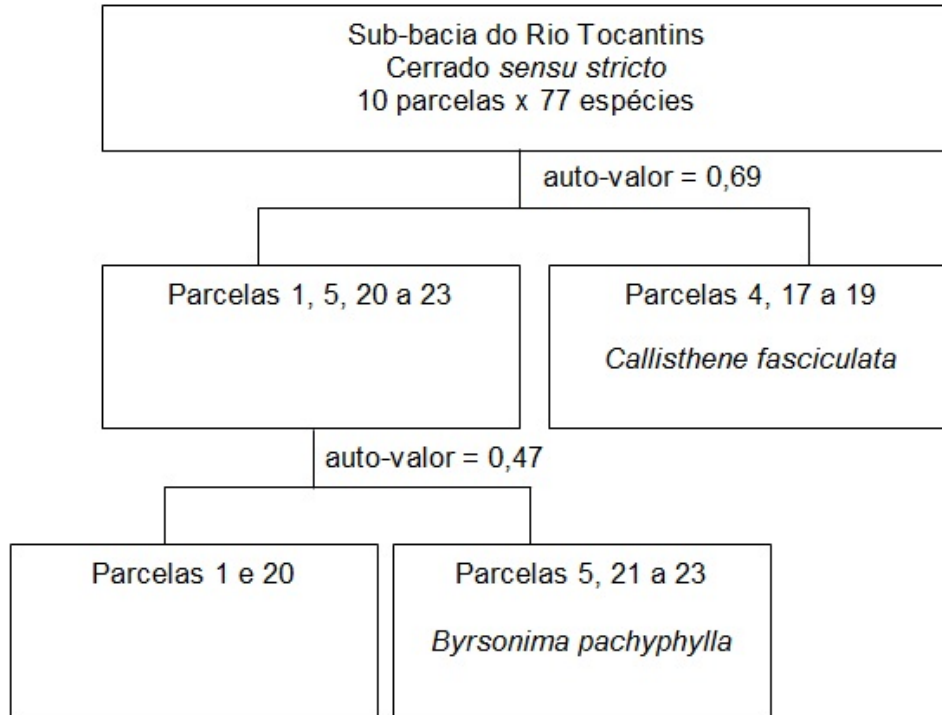 Sub-bacia do Rio Tocantins
Cerrado sensu stricto
10 parcelas x 77 espécies
auto-valor = 0,69
Parcelas 1, 5, 20 a 23
Parcelas 4, 17 a 19
Callisthene fasciculata
auto-valor = 0,47
Parcelas 1 e 20
Parcelas 5, 21 a 23
Byrsonima pachyphylla